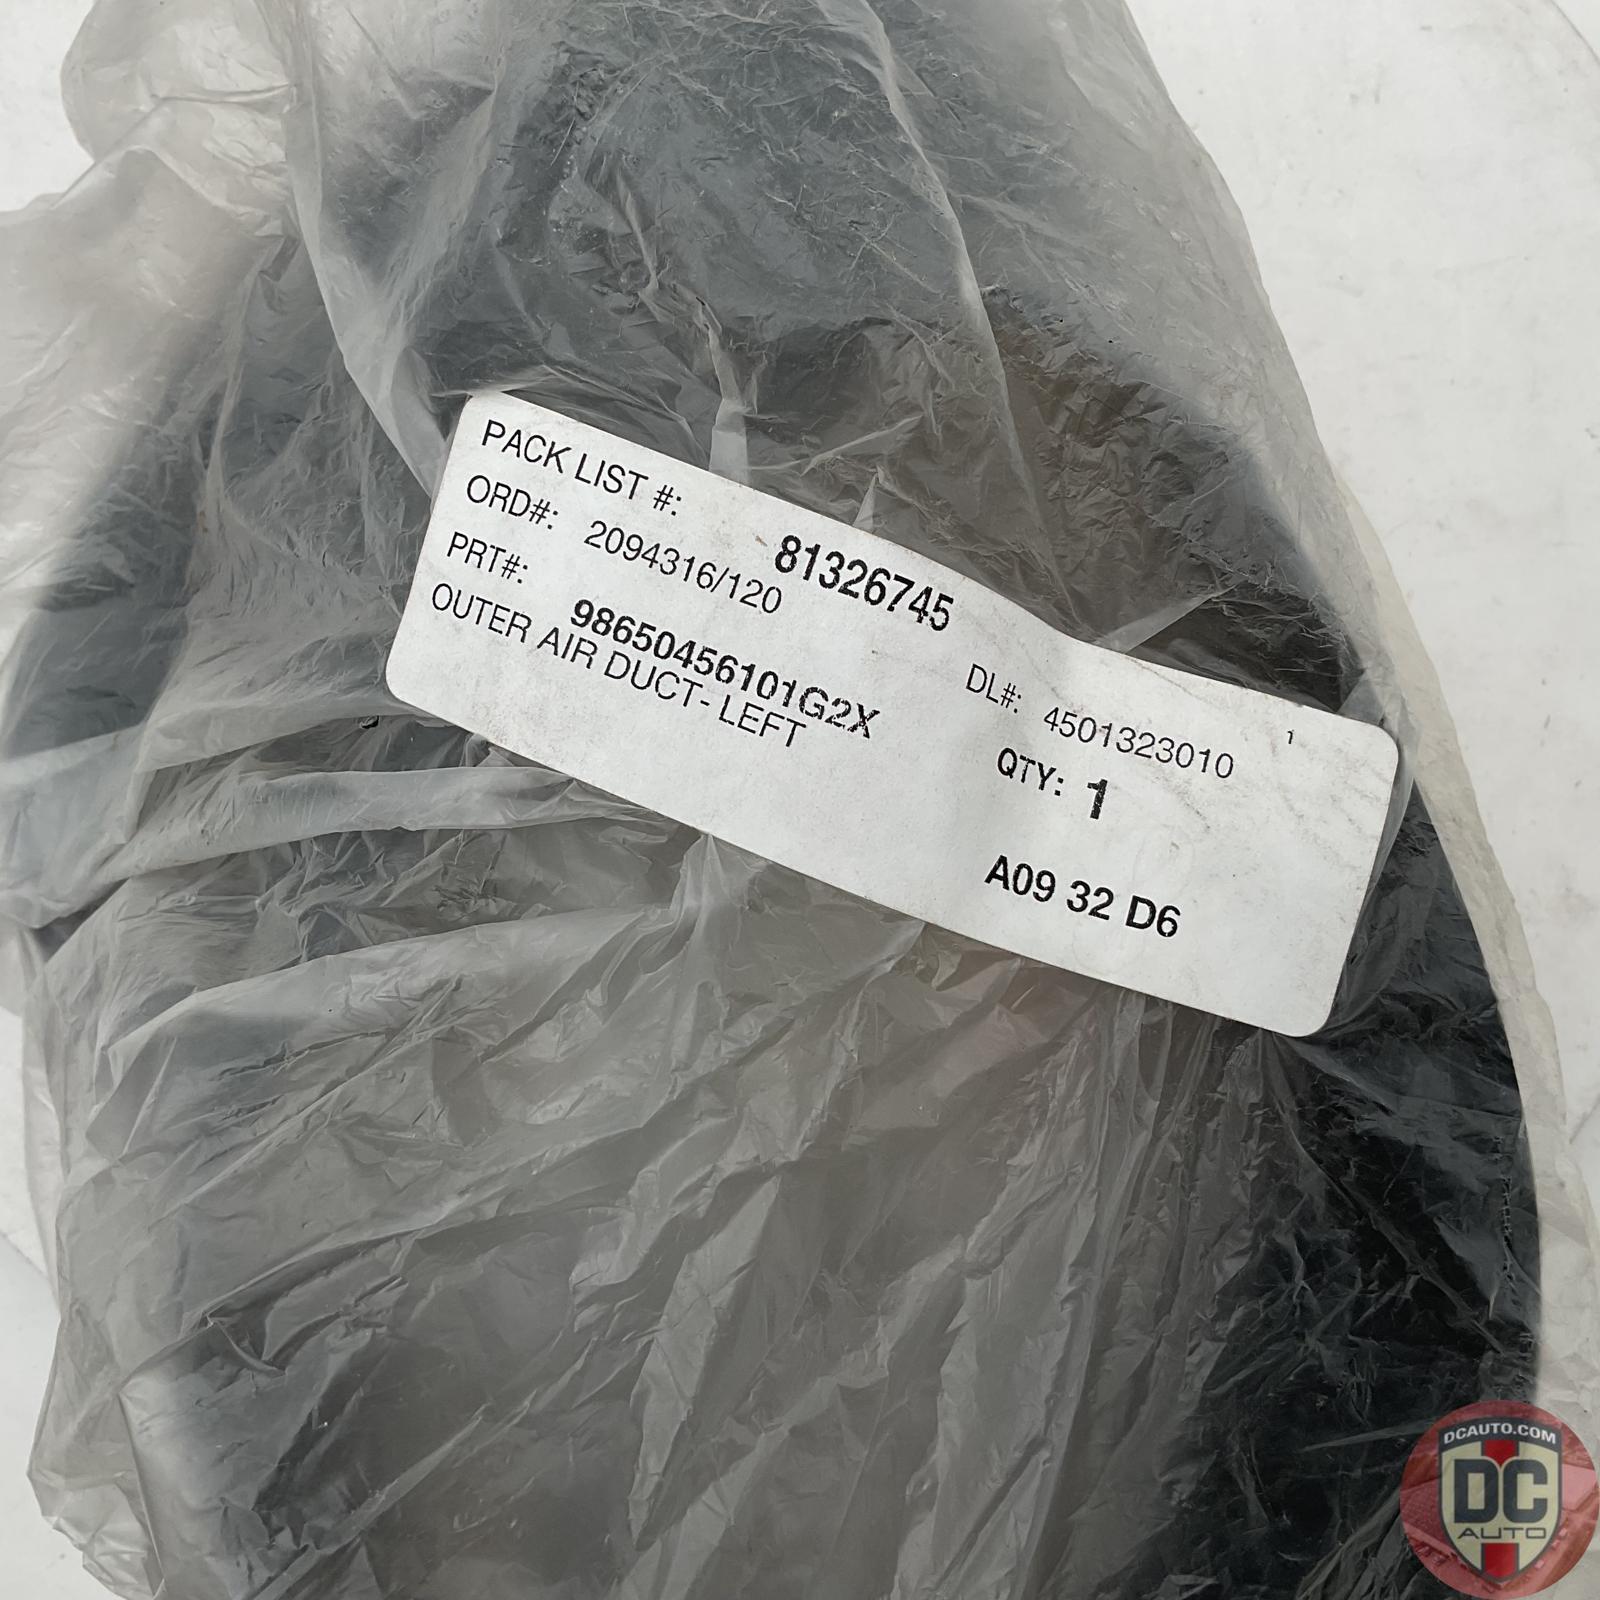 PACK LIST #: 81326745
ORD#: 2094316/120 DL#: 4501323010 1
PRT#: 98650456101G2X QTY: 1
OUTER AIR DUCT- LEFT
A09 32 D6
DCAUTO.COM
DC
AUTO